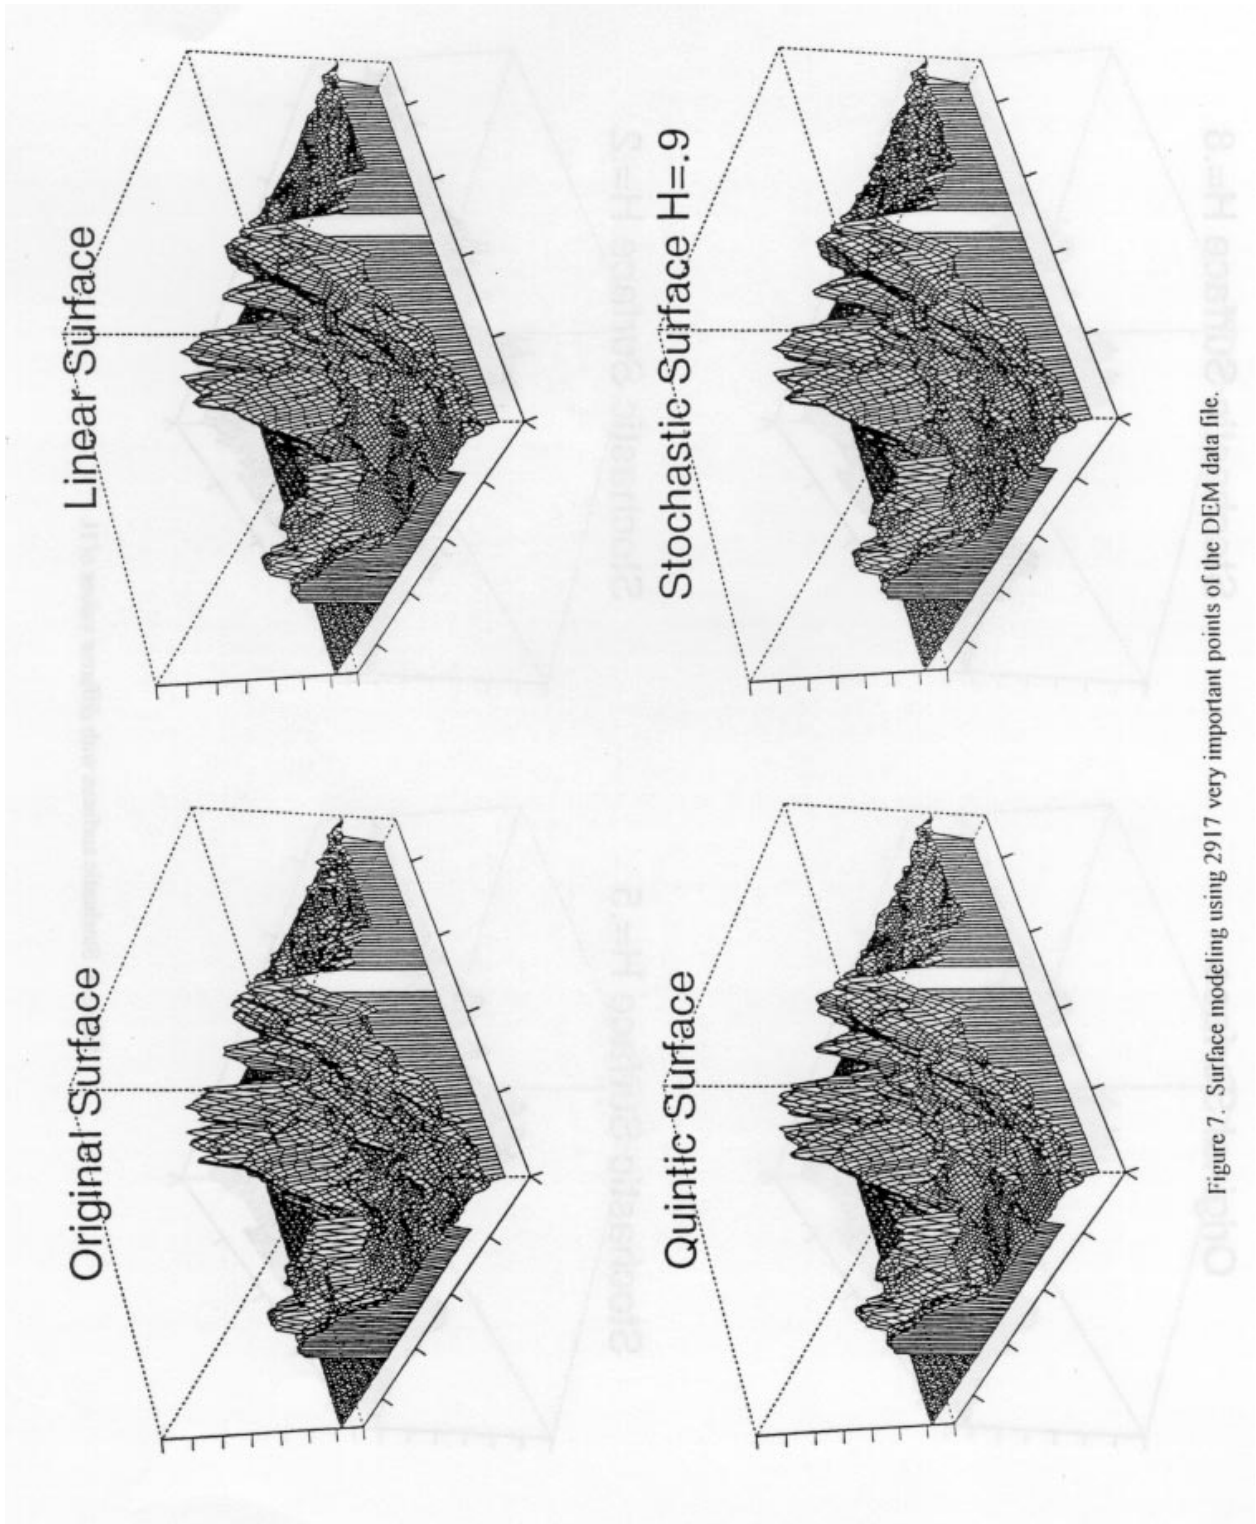 Original Surface
Linear Surface
Quintic Surface
Stochastic Surface H=.9
Figure 7. Surface modeling using 2917 very important points of the DEM data file.